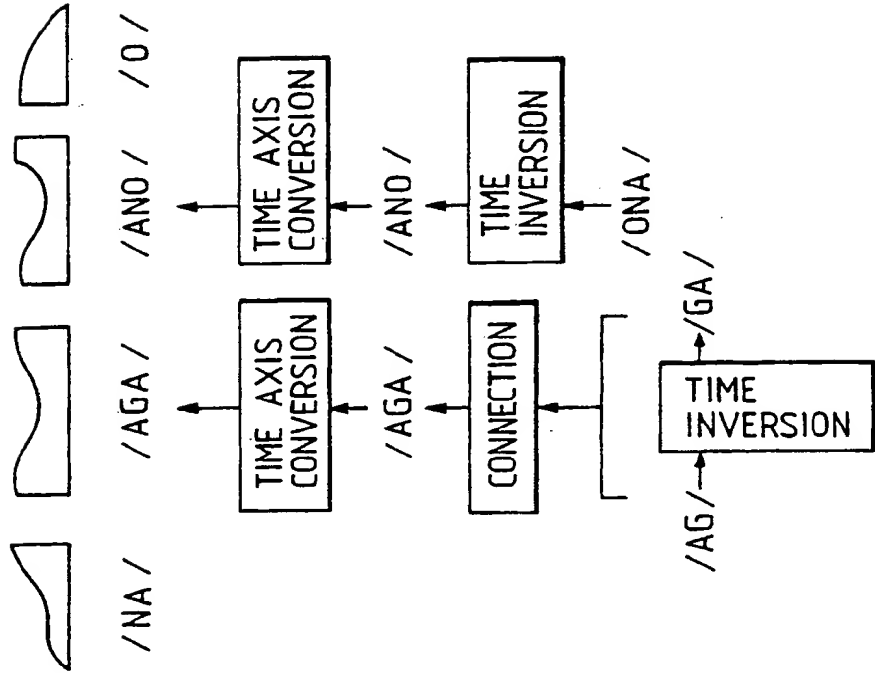 /NA/ /AGA/ /ANO/ /O/
TIME AXIS
CONVERSION
TIME AXIS
CONVERSION
/AGA/ /ANO/
CONNECTION
TIME
INVERSION
/ONA/
/AG/ /GA/
TIME
INVERSION